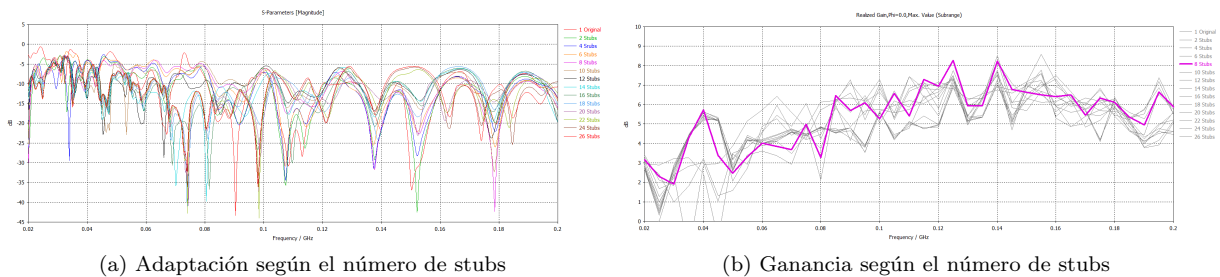 S-Parameters [Magnitude]
5
0
-5
-10
-15
-20
-25
-30
-35
-40
-45
dB
0.02
0.04
0.06
0.08
0.1
0.12
0.14
0.16
0.18
0.2
Frequency / GHz
1 Original
2 Stubs
4 Stubs
6 Stubs
8 Stubs
10 Stubs
12 Stubs
14 Stubs
16 Stubs
18 Stubs
20 Stubs
22 Stubs
24 Stubs
26 Stubs
(a) Adaptación según el número de stubs
Realized Gain,Phi=0.0,Max. Value (Subrange)
10
9
8
7
6
5
4
3
2
1
0
dB
0.02
0.04
0.06
0.08
0.1
0.12
0.14
0.16
0.18
0.2
Frequency / GHz
1 Original
2 Stubs
4 Stubs
6 Stubs
8 Stubs
10 Stubs
12 Stubs
14 Stubs
16 Stubs
18 Stubs
20 Stubs
22 Stubs
24 Stubs
26 Stubs
(b) Ganancia según el número de stubs